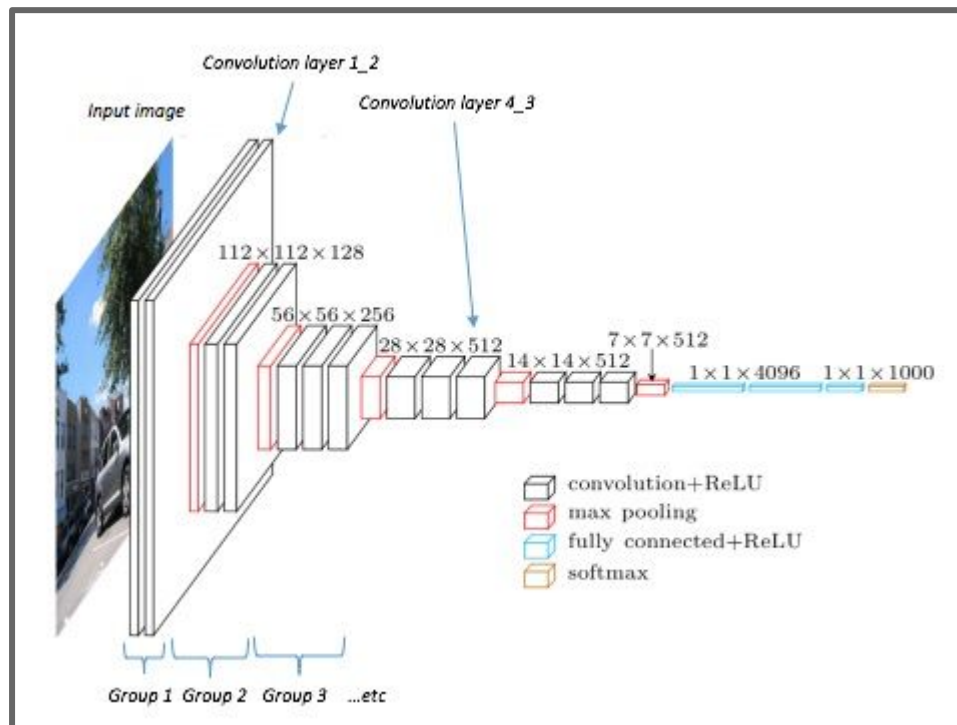 Convolution layer 1_2
Convolution layer 4_3
Input image
112×112×128
56×56×256
28×28×512
14×14×512
7×7×512
1×1×4096
1×1×1000
convolution+ReLU
max pooling
fully connected+ReLU
softmax
Group 1
Group 2
Group 3
...etc